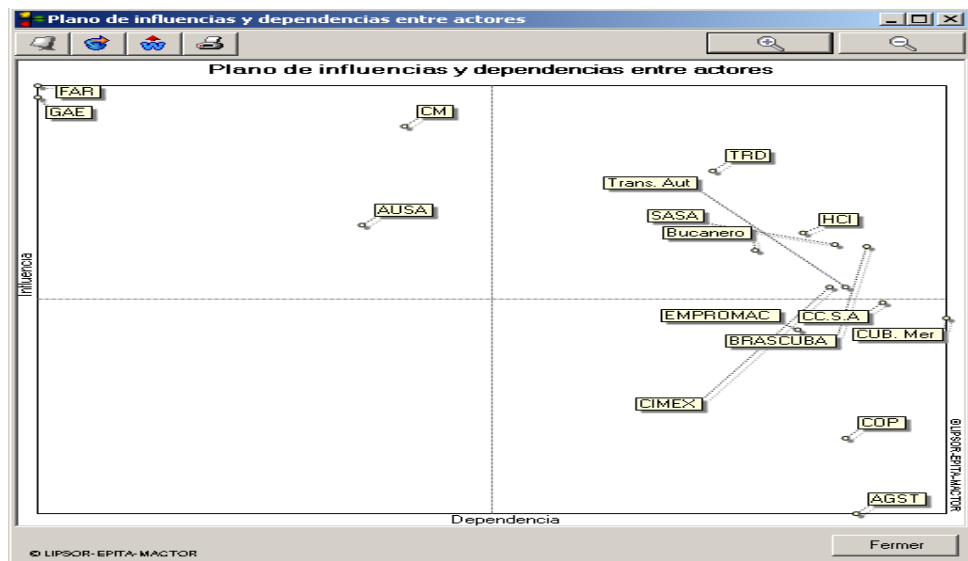 Plano de influencias y dependencias entre actores
Plano de influencias y dependencias entre actores
FAR
GAE
CM
TRD
Trans. Aut
AUSA
SASA
HCI
Bucanero
Influencia
EMPROMAC
CC.S.A
BRASCUBA
CUB. Mer
CIMEX
COP
AGST
Dependencia
©LIPSOR-EPITA-MACTOR
© LIPSOR-EPITA-MACTOR
Fermer